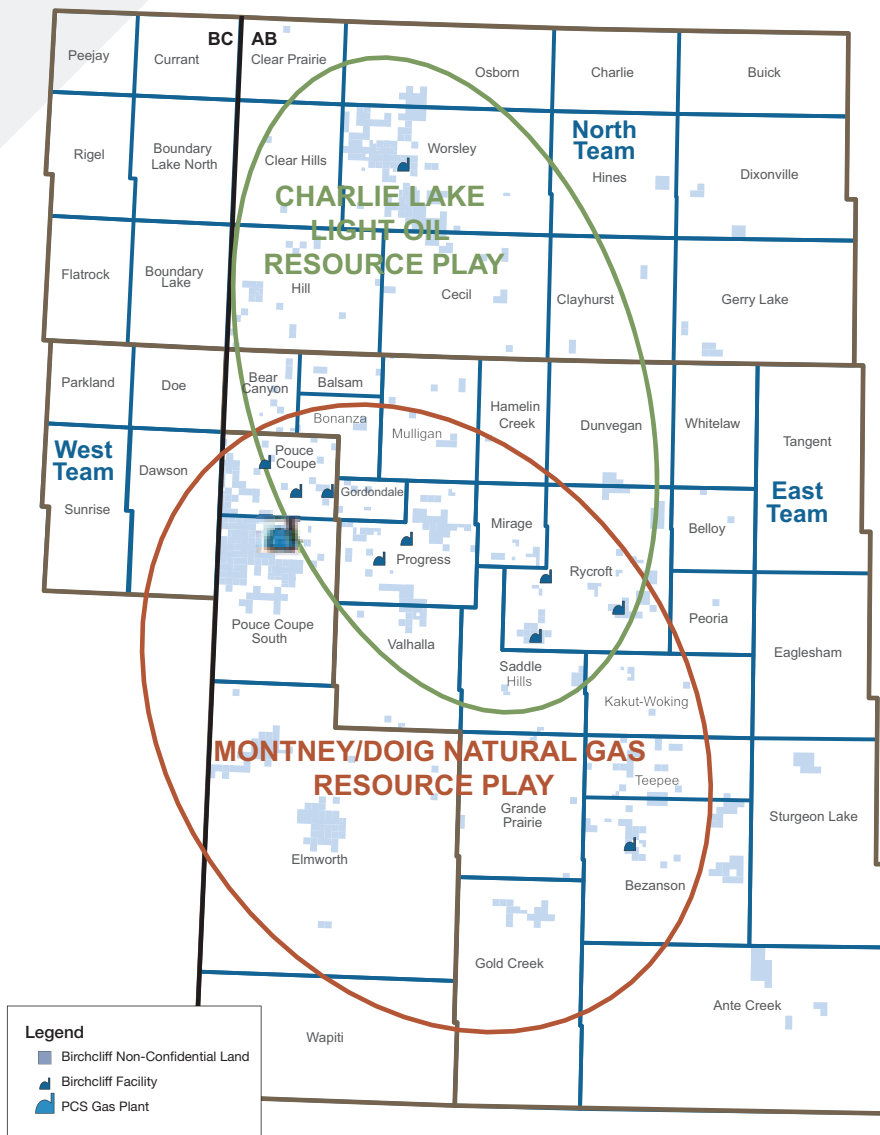 BC AB
Peejay
Currant
Clear Prairie
Osborn
Charlie
Buick
Rigel
Boundary
Lake North
Clear Hills
Worsley
North
Team
Hines
Dixonville
CHARLIE LAKE
LIGHT OIL
RESOURCE PLAY
Flatrock
Boundary
Lake
Hill
Cecil
Clayhurst
Gerry Lake
Parkland
Doe
Bear
Canyon
Balsam
Bonanza
Mulligan
Hamelin
Creek
Dunvegan
Whitelaw
Tangent
West
Team
Dawson
Sunrise
Pouce
Coupe
Gordondale
East
Team
Progress
Mirage
Rycroft
Belloy
Pouce Coupe
South
Valhalla
Saddle
Hills
Peoria
Eaglesham
Kakut-Woking
MONTNEY/DOIG NATURAL GAS
RESOURCE PLAY
Teepee
Grande
Prairie
Sturgeon Lake
Elmworth
Bezanson
Gold Creek
Ante Creek
Wapiti
Legend
Birchcliff Non-Confidential Land
Birchcliff Facility
PCS Gas Plant